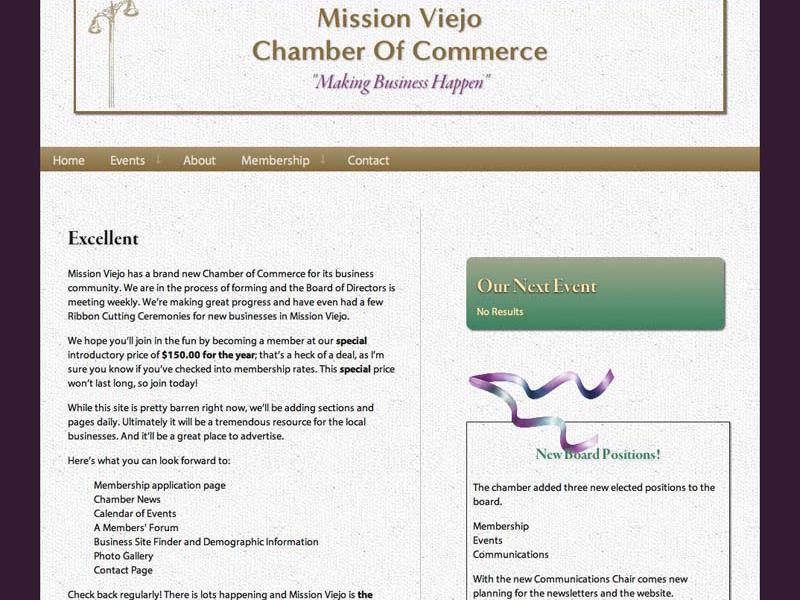 Mission Viejo
Chamber Of Commerce
"Making Business Happen"
Home Events ↓ About Membership ↓ Contact
Excellent
Mission Viejo has a brand new Chamber of Commerce for its business
community. We are in the process of forming and the Board of Directors is
meeting weekly. We're making great progress and have even had a few
Ribbon Cutting Ceremonies for new businesses in Mission Viejo.
We hope you'll join in the fun by becoming a member at our special
introductory price of $150.00 for the year; that's a heck of a deal, as I'm
sure you know if you've checked into membership rates. This special price
won't last long, so join today!
While this site is pretty barren right now, we'll be adding sections and
pages daily. Ultimately it will be a tremendous resource for the local
businesses. And it'll be a great place to advertise.
Here's what you can look forward to:
Membership application page
Chamber News
Calendar of Events
A Members' Forum
Business Site Finder and Demographic Information
Photo Gallery
Contact Page
Check back regularly! There is lots happening and Mission Viejo is the
Our Next Event
No Results
New Board Positions!
The chamber added three new elected positions to the
board.
Membership
Events
Communications
With the new Communications Chair comes new
planning for the newsletters and the website.